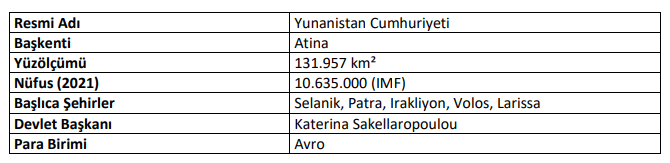 Resmi Adı Yunanistan Cumhuriyeti
Başkenti Atina
Yüzölçümü 131.957 km²
Nüfus (2021) 10.635.000 (IMF)
Başlıca Şehirler Selanik, Patra, Irakliyon, Volos, Larissa
Devlet Başkanı Katerina Sakellaropoulou
Para Birimi Avro